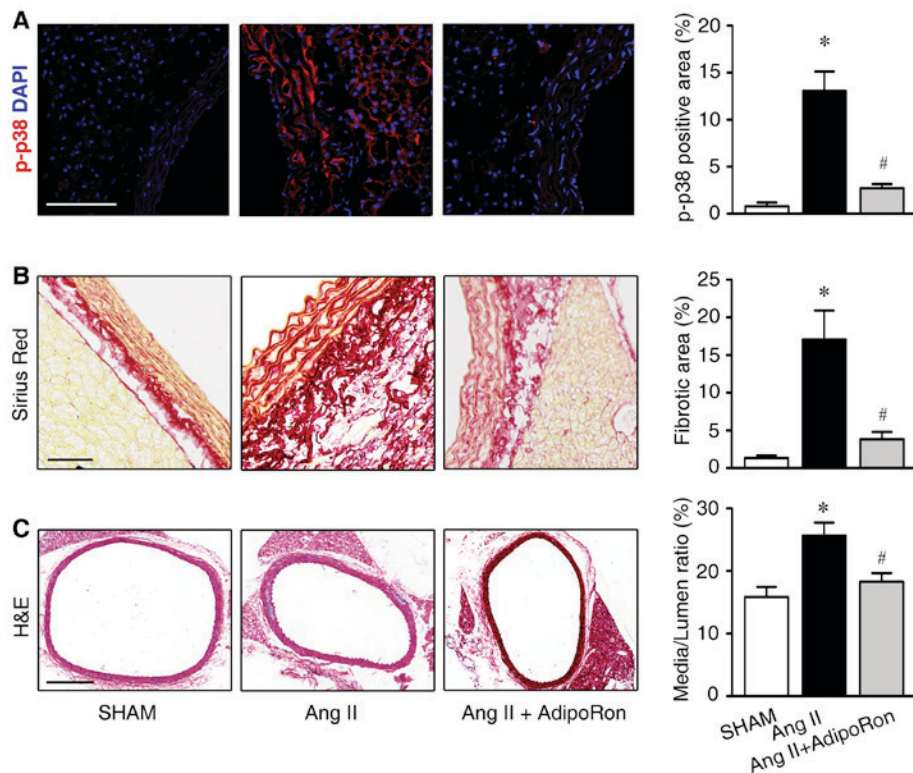 A
p-p38 DAPI
p-p38 positive area (%)
20
15
10
5
0
*
#
B
Sirius Red
Fibrotic area (%)
25
20
15
10
5
0
*
#
C
H&E
SHAM
Ang II
Ang II + AdipoRon
Media/Lumen ratio (%)
30
20
10
0
*
#
SHAM
Ang II
Ang II+AdipoRon